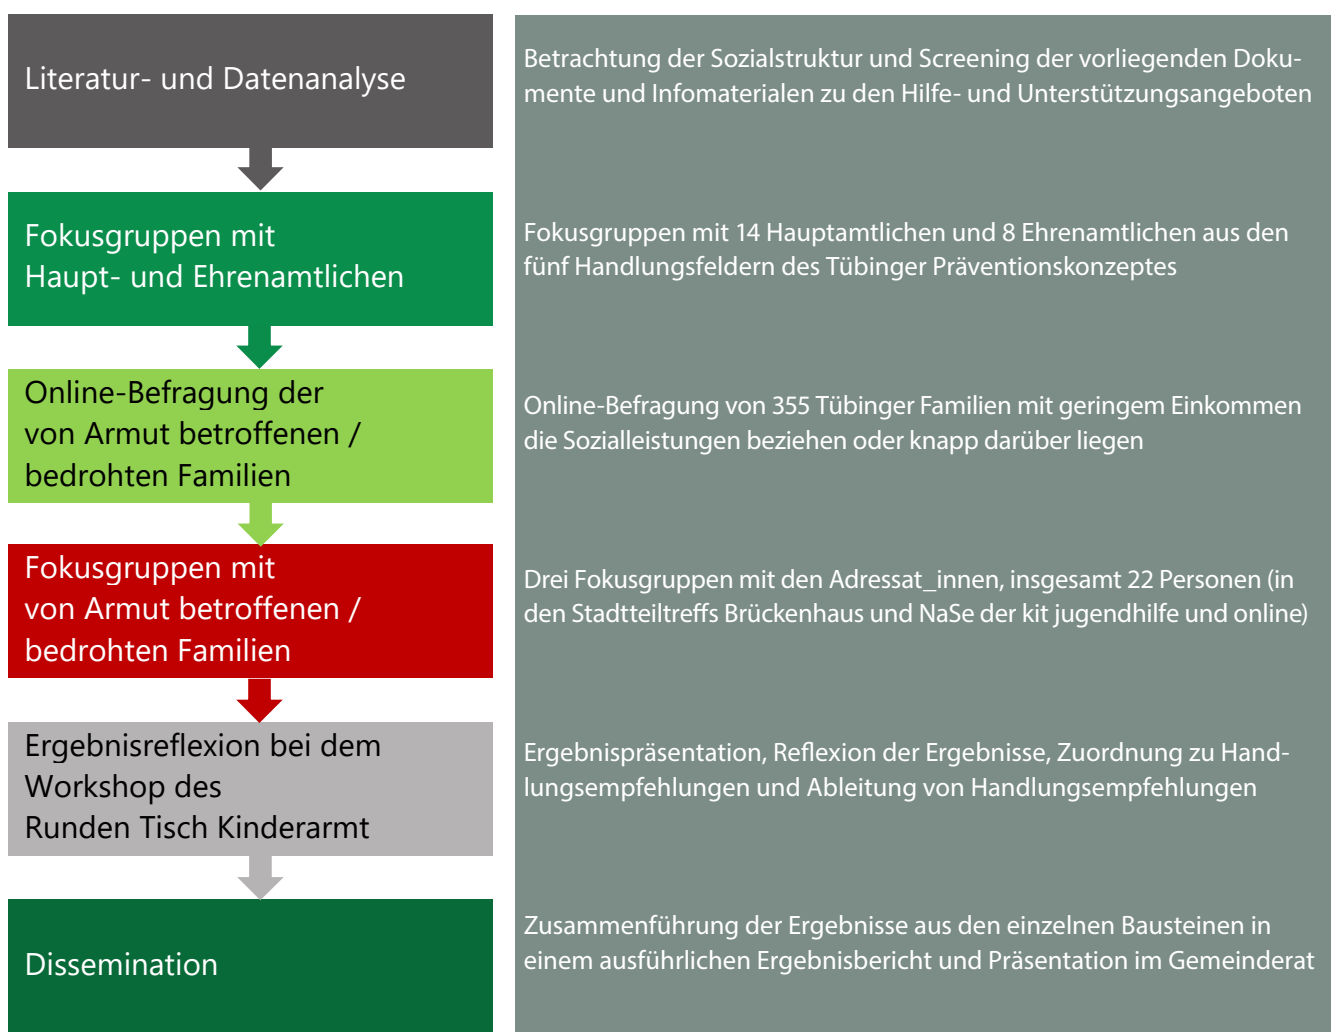 Literatur- und Datenanalyse
Betrachtung der Sozialstruktur und Screening der vorliegenden Doku-
mente und Infomaterialen zu den Hilfe- und Unterstützungsangeboten
Fokusgruppen mit
Haupt- und Ehrenamtlichen
Fokusgruppen mit 14 Hauptamtlichen und 8 Ehrenamtlichen aus den
fünf Handlungsfeldern des Tübinger Präventionskonzeptes
Online-Befragung der
von Armut betroffenen /
bedrohten Familien
Online-Befragung von 355 Tübinger Familien mit geringem Einkommen
die Sozialleistungen beziehen oder knapp darüber liegen
Fokusgruppen mit
von Armut betroffenen /
bedrohten Familien
Drei Fokusgruppen mit den Adressat_innen, insgesamt 22 Personen (in
den Stadtteiltreffs Brückenhaus und NaSe der kit jugendhilfe und online)
Ergebnisreflexion bei dem
Workshop des
Runden Tisch Kinderarmt
Ergebnispräsentation, Reflexion der Ergebnisse, Zuordnung zu Hand-
lungsempfehlungen und Ableitung von Handlungsempfehlungen
Dissemination
Zusammenführung der Ergebnisse aus den einzelnen Bausteinen in
einem ausführlichen Ergebnisbericht und Präsentation im Gemeinderat